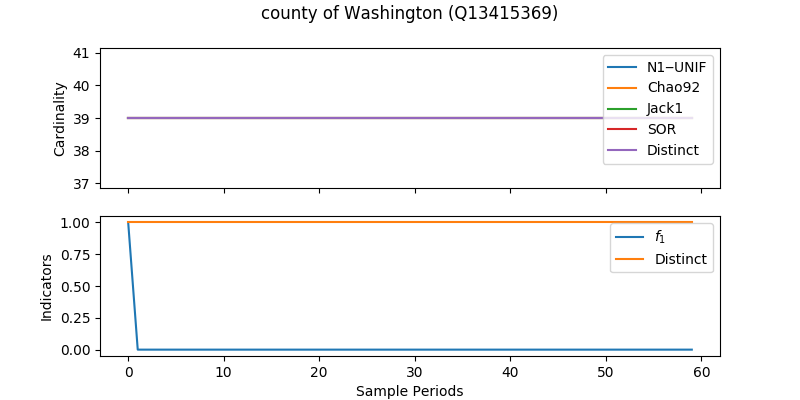 county of Washington (Q13415369)
Cardinality
41
40
39
38
37
N1‒UNIF
Chao92
Jack1
SOR
Distinct
Indicators
1.00
0.75
0.50
0.25
0.00
f1
Distinct
0 10 20 30 40 50 60
Sample Periods